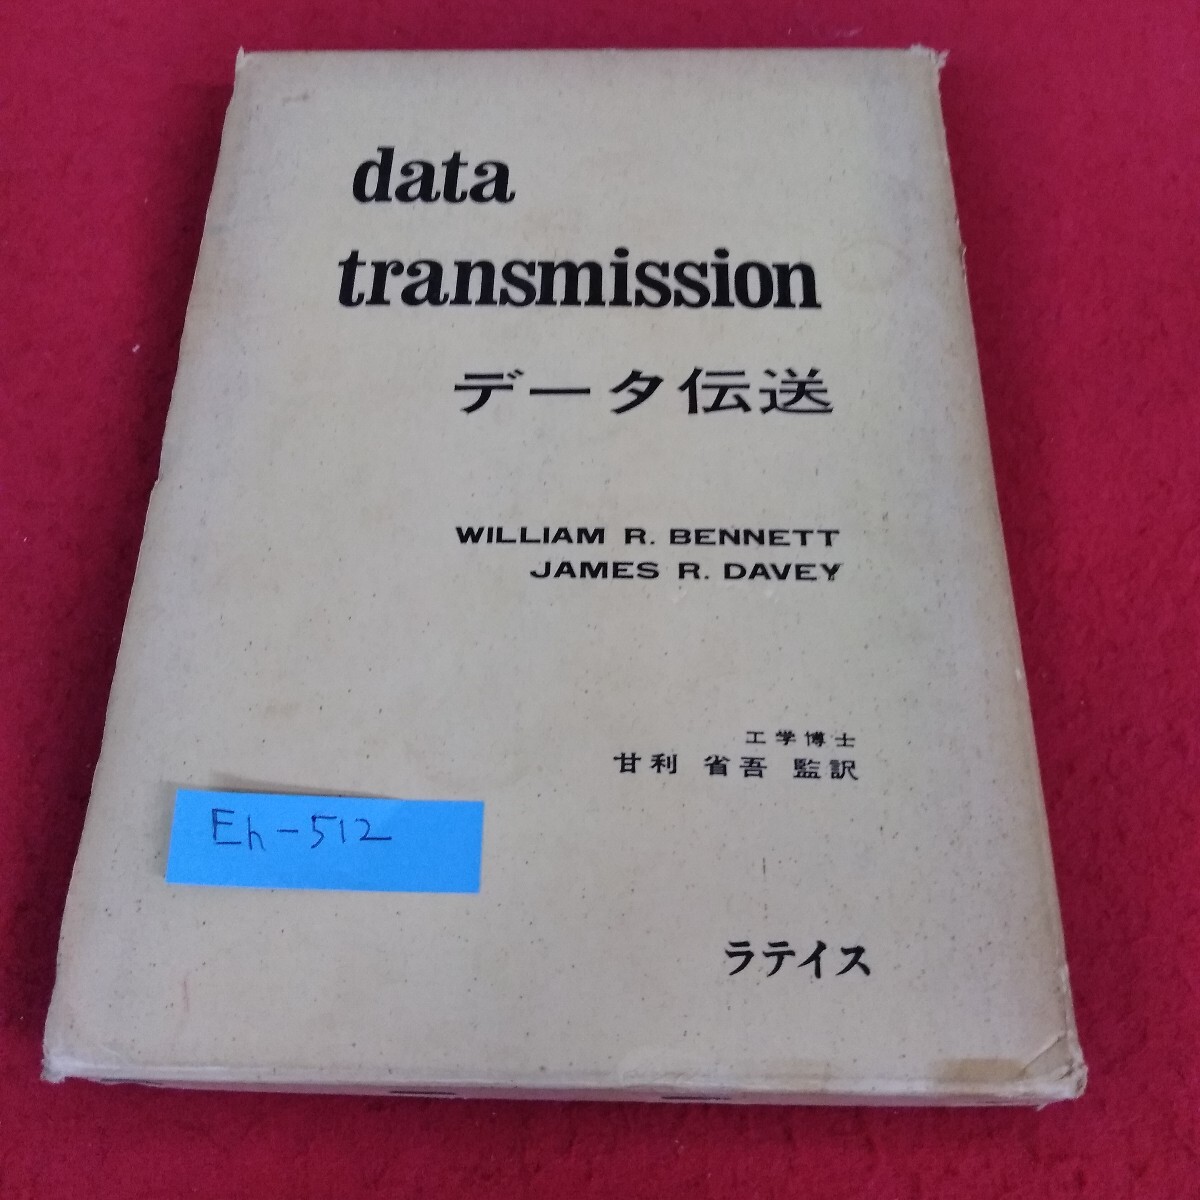 data
transmission
データ伝送
WILLIAM R. BENNETT
JAMES R. DAVEY
工学博士
甘利 省吾 監訳
Eh-512
ラテイス